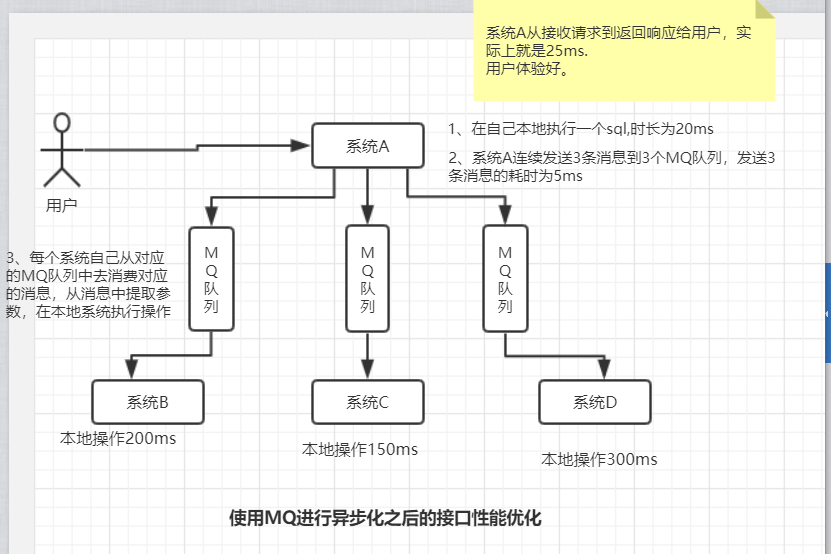 系统A从接收请求到返回响应给用户，实
际上就是25ms.
用户体验好。
1、在自己本地执行一个sql,时长为20ms
系统A
2、系统A连续发送3条消息到3个MQ队列，发送3
条消息的耗时为5ms
用户
3、每个系统自己从对应
的MQ队列中去消费对应
的消息，从消息中提取参
数，在本地系统执行操作
M
Q
队
列
M
Q
队
列
M
Q
队
列
系统B
系统C
系统D
本地操作200ms
本地操作150ms
本地操作300ms
使用MQ进行异步化之后的接口性能优化